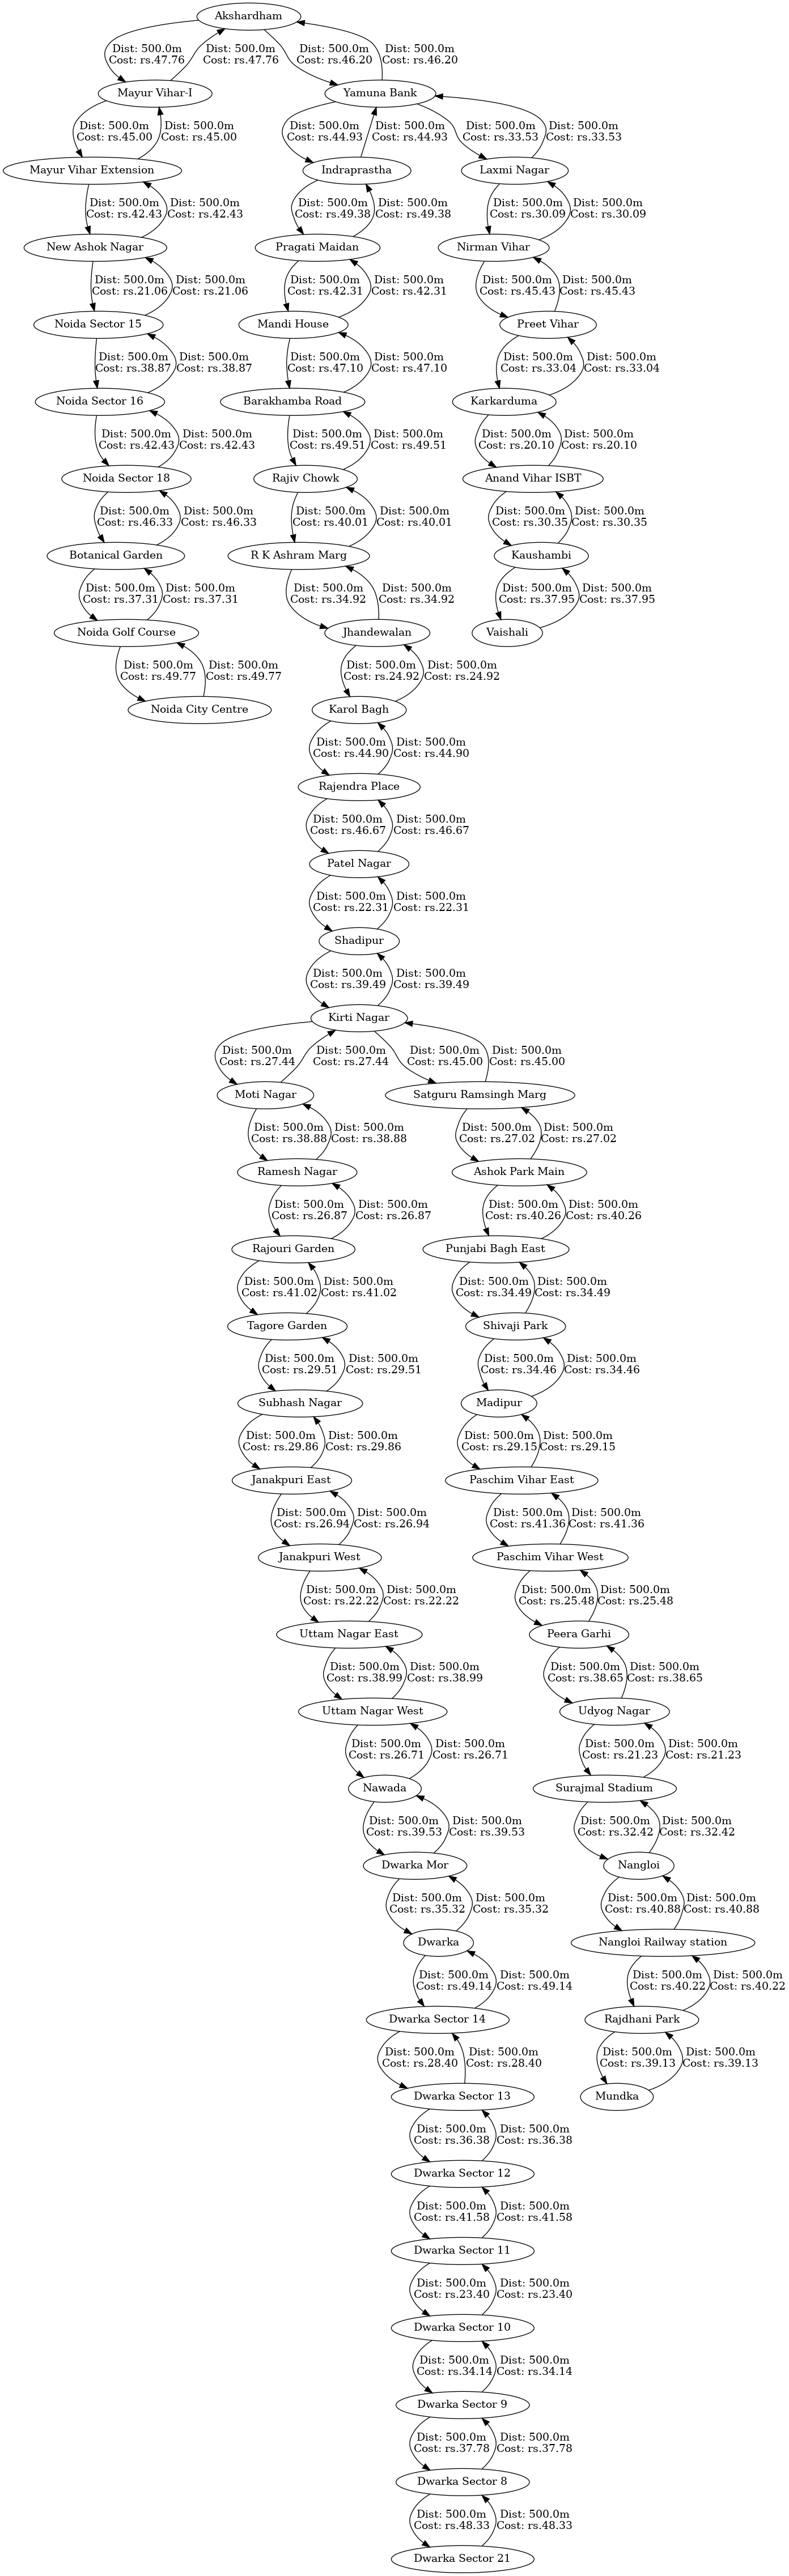 Akshardham
Dist: 500.0m
Cost: rs.47.76
Dist: 500.0m
Cost: rs.47.76
Dist: 500.0m
Cost: rs.46.20
Dist: 500.0m
Cost: rs.46.20
Mayur Vihar-I
Yamuna Bank
Dist: 500.0m
Cost: rs.45.00
Dist: 500.0m
Cost: rs.45.00
Dist: 500.0m
Cost: rs.44.93
Dist: 500.0m
Cost: rs.44.93
Dist: 500.0m
Cost: rs.33.53
Dist: 500.0m
Cost: rs.33.53
Mayur Vihar Extension
Indraprastha
Laxmi Nagar
Dist: 500.0m
Cost: rs.42.43
Dist: 500.0m
Cost: rs.42.43
Dist: 500.0m
Cost: rs.49.38
Dist: 500.0m
Cost: rs.49.38
Dist: 500.0m
Cost: rs.30.09
Dist: 500.0m
Cost: rs.30.09
New Ashok Nagar
Pragati Maidan
Nirman Vihar
Dist: 500.0m
Cost: rs.21.06
Dist: 500.0m
Cost: rs.21.06
Dist: 500.0m
Cost: rs.42.31
Dist: 500.0m
Cost: rs.42.31
Dist: 500.0m
Cost: rs.45.43
Dist: 500.0m
Cost: rs.45.43
Noida Sector 15
Mandi House
Preet Vihar
Dist: 500.0m
Cost: rs.38.87
Dist: 500.0m
Cost: rs.38.87
Dist: 500.0m
Cost: rs.47.10
Dist: 500.0m
Cost: rs.47.10
Dist: 500.0m
Cost: rs.33.04
Dist: 500.0m
Cost: rs.33.04
Noida Sector 16
Barakhamba Road
Karkarduma
Dist: 500.0m
Cost: rs.42.43
Dist: 500.0m
Cost: rs.42.43
Dist: 500.0m
Cost: rs.49.51
Dist: 500.0m
Cost: rs.49.51
Dist: 500.0m
Cost: rs.20.10
Dist: 500.0m
Cost: rs.20.10
Noida Sector 18
Rajiv Chowk
Anand Vihar ISBT
Dist: 500.0m
Cost: rs.46.33
Dist: 500.0m
Cost: rs.46.33
Dist: 500.0m
Cost: rs.40.01
Dist: 500.0m
Cost: rs.40.01
Dist: 500.0m
Cost: rs.30.35
Dist: 500.0m
Cost: rs.30.35
Botanical Garden
R K Ashram Marg
Kaushambi
Dist: 500.0m
Cost: rs.37.31
Dist: 500.0m
Cost: rs.37.31
Dist: 500.0m
Cost: rs.34.92
Dist: 500.0m
Cost: rs.34.92
Dist: 500.0m
Cost: rs.37.95
Dist: 500.0m
Cost: rs.37.95
Noida Golf Course
Jhandewalan
Vaishali
Dist: 500.0m
Cost: rs.49.77
Dist: 500.0m
Cost: rs.49.77
Dist: 500.0m
Cost: rs.24.92
Dist: 500.0m
Cost: rs.24.92
Noida City Centre
Karol Bagh
Dist: 500.0m
Cost: rs.44.90
Dist: 500.0m
Cost: rs.44.90
Rajendra Place
Dist: 500.0m
Cost: rs.46.67
Dist: 500.0m
Cost: rs.46.67
Patel Nagar
Dist: 500.0m
Cost: rs.22.31
Dist: 500.0m
Cost: rs.22.31
Shadipur
Dist: 500.0m
Cost: rs.39.49
Dist: 500.0m
Cost: rs.39.49
Kirti Nagar
Dist: 500.0m
Cost: rs.27.44
Dist: 500.0m
Cost: rs.27.44
Dist: 500.0m
Cost: rs.45.00
Dist: 500.0m
Cost: rs.45.00
Moti Nagar
Satguru Ramsingh Marg
Dist: 500.0m
Cost: rs.38.88
Dist: 500.0m
Cost: rs.38.88
Dist: 500.0m
Cost: rs.27.02
Dist: 500.0m
Cost: rs.27.02
Ramesh Nagar
Ashok Park Main
Dist: 500.0m
Cost: rs.26.87
Dist: 500.0m
Cost: rs.26.87
Dist: 500.0m
Cost: rs.40.26
Dist: 500.0m
Cost: rs.40.26
Rajouri Garden
Punjabi Bagh East
Dist: 500.0m
Cost: rs.41.02
Dist: 500.0m
Cost: rs.41.02
Dist: 500.0m
Cost: rs.34.49
Dist: 500.0m
Cost: rs.34.49
Tagore Garden
Shivaji Park
Dist: 500.0m
Cost: rs.29.51
Dist: 500.0m
Cost: rs.29.51
Dist: 500.0m
Cost: rs.34.46
Dist: 500.0m
Cost: rs.34.46
Subhash Nagar
Madipur
Dist: 500.0m
Cost: rs.29.86
Dist: 500.0m
Cost: rs.29.86
Dist: 500.0m
Cost: rs.29.15
Dist: 500.0m
Cost: rs.29.15
Janakpuri East
Paschim Vihar East
Dist: 500.0m
Cost: rs.26.94
Dist: 500.0m
Cost: rs.26.94
Dist: 500.0m
Cost: rs.41.36
Dist: 500.0m
Cost: rs.41.36
Janakpuri West
Paschim Vihar West
Dist: 500.0m
Cost: rs.22.22
Dist: 500.0m
Cost: rs.22.22
Dist: 500.0m
Cost: rs.25.48
Dist: 500.0m
Cost: rs.25.48
Uttam Nagar East
Peera Garhi
Dist: 500.0m
Cost: rs.38.99
Dist: 500.0m
Cost: rs.38.99
Dist: 500.0m
Cost: rs.38.65
Dist: 500.0m
Cost: rs.38.65
Uttam Nagar West
Udyog Nagar
Dist: 500.0m
Cost: rs.26.71
Dist: 500.0m
Cost: rs.26.71
Dist: 500.0m
Cost: rs.21.23
Dist: 500.0m
Cost: rs.21.23
Nawada
Surajmal Stadium
Dist: 500.0m
Cost: rs.39.53
Dist: 500.0m
Cost: rs.39.53
Dist: 500.0m
Cost: rs.32.42
Dist: 500.0m
Cost: rs.32.42
Dwarka Mor
Nangloi
Dist: 500.0m
Cost: rs.35.32
Dist: 500.0m
Cost: rs.35.32
Dist: 500.0m
Cost: rs.40.88
Dist: 500.0m
Cost: rs.40.88
Dwarka
Nangloi Railway station
Dist: 500.0m
Cost: rs.49.14
Dist: 500.0m
Cost: rs.49.14
Dist: 500.0m
Cost: rs.40.22
Dist: 500.0m
Cost: rs.40.22
Dwarka Sector 14
Rajdhani Park
Dist: 500.0m
Cost: rs.28.40
Dist: 500.0m
Cost: rs.28.40
Dist: 500.0m
Cost: rs.39.13
Dist: 500.0m
Cost: rs.39.13
Dwarka Sector 13
Mundka
Dist: 500.0m
Cost: rs.36.38
Dist: 500.0m
Cost: rs.36.38
Dwarka Sector 12
Dist: 500.0m
Cost: rs.41.58
Dist: 500.0m
Cost: rs.41.58
Dwarka Sector 11
Dist: 500.0m
Cost: rs.23.40
Dist: 500.0m
Cost: rs.23.40
Dwarka Sector 10
Dist: 500.0m
Cost: rs.34.14
Dist: 500.0m
Cost: rs.34.14
Dwarka Sector 9
Dist: 500.0m
Cost: rs.37.78
Dist: 500.0m
Cost: rs.37.78
Dwarka Sector 8
Dist: 500.0m
Cost: rs.48.33
Dist: 500.0m
Cost: rs.48.33
Dwarka Sector 21